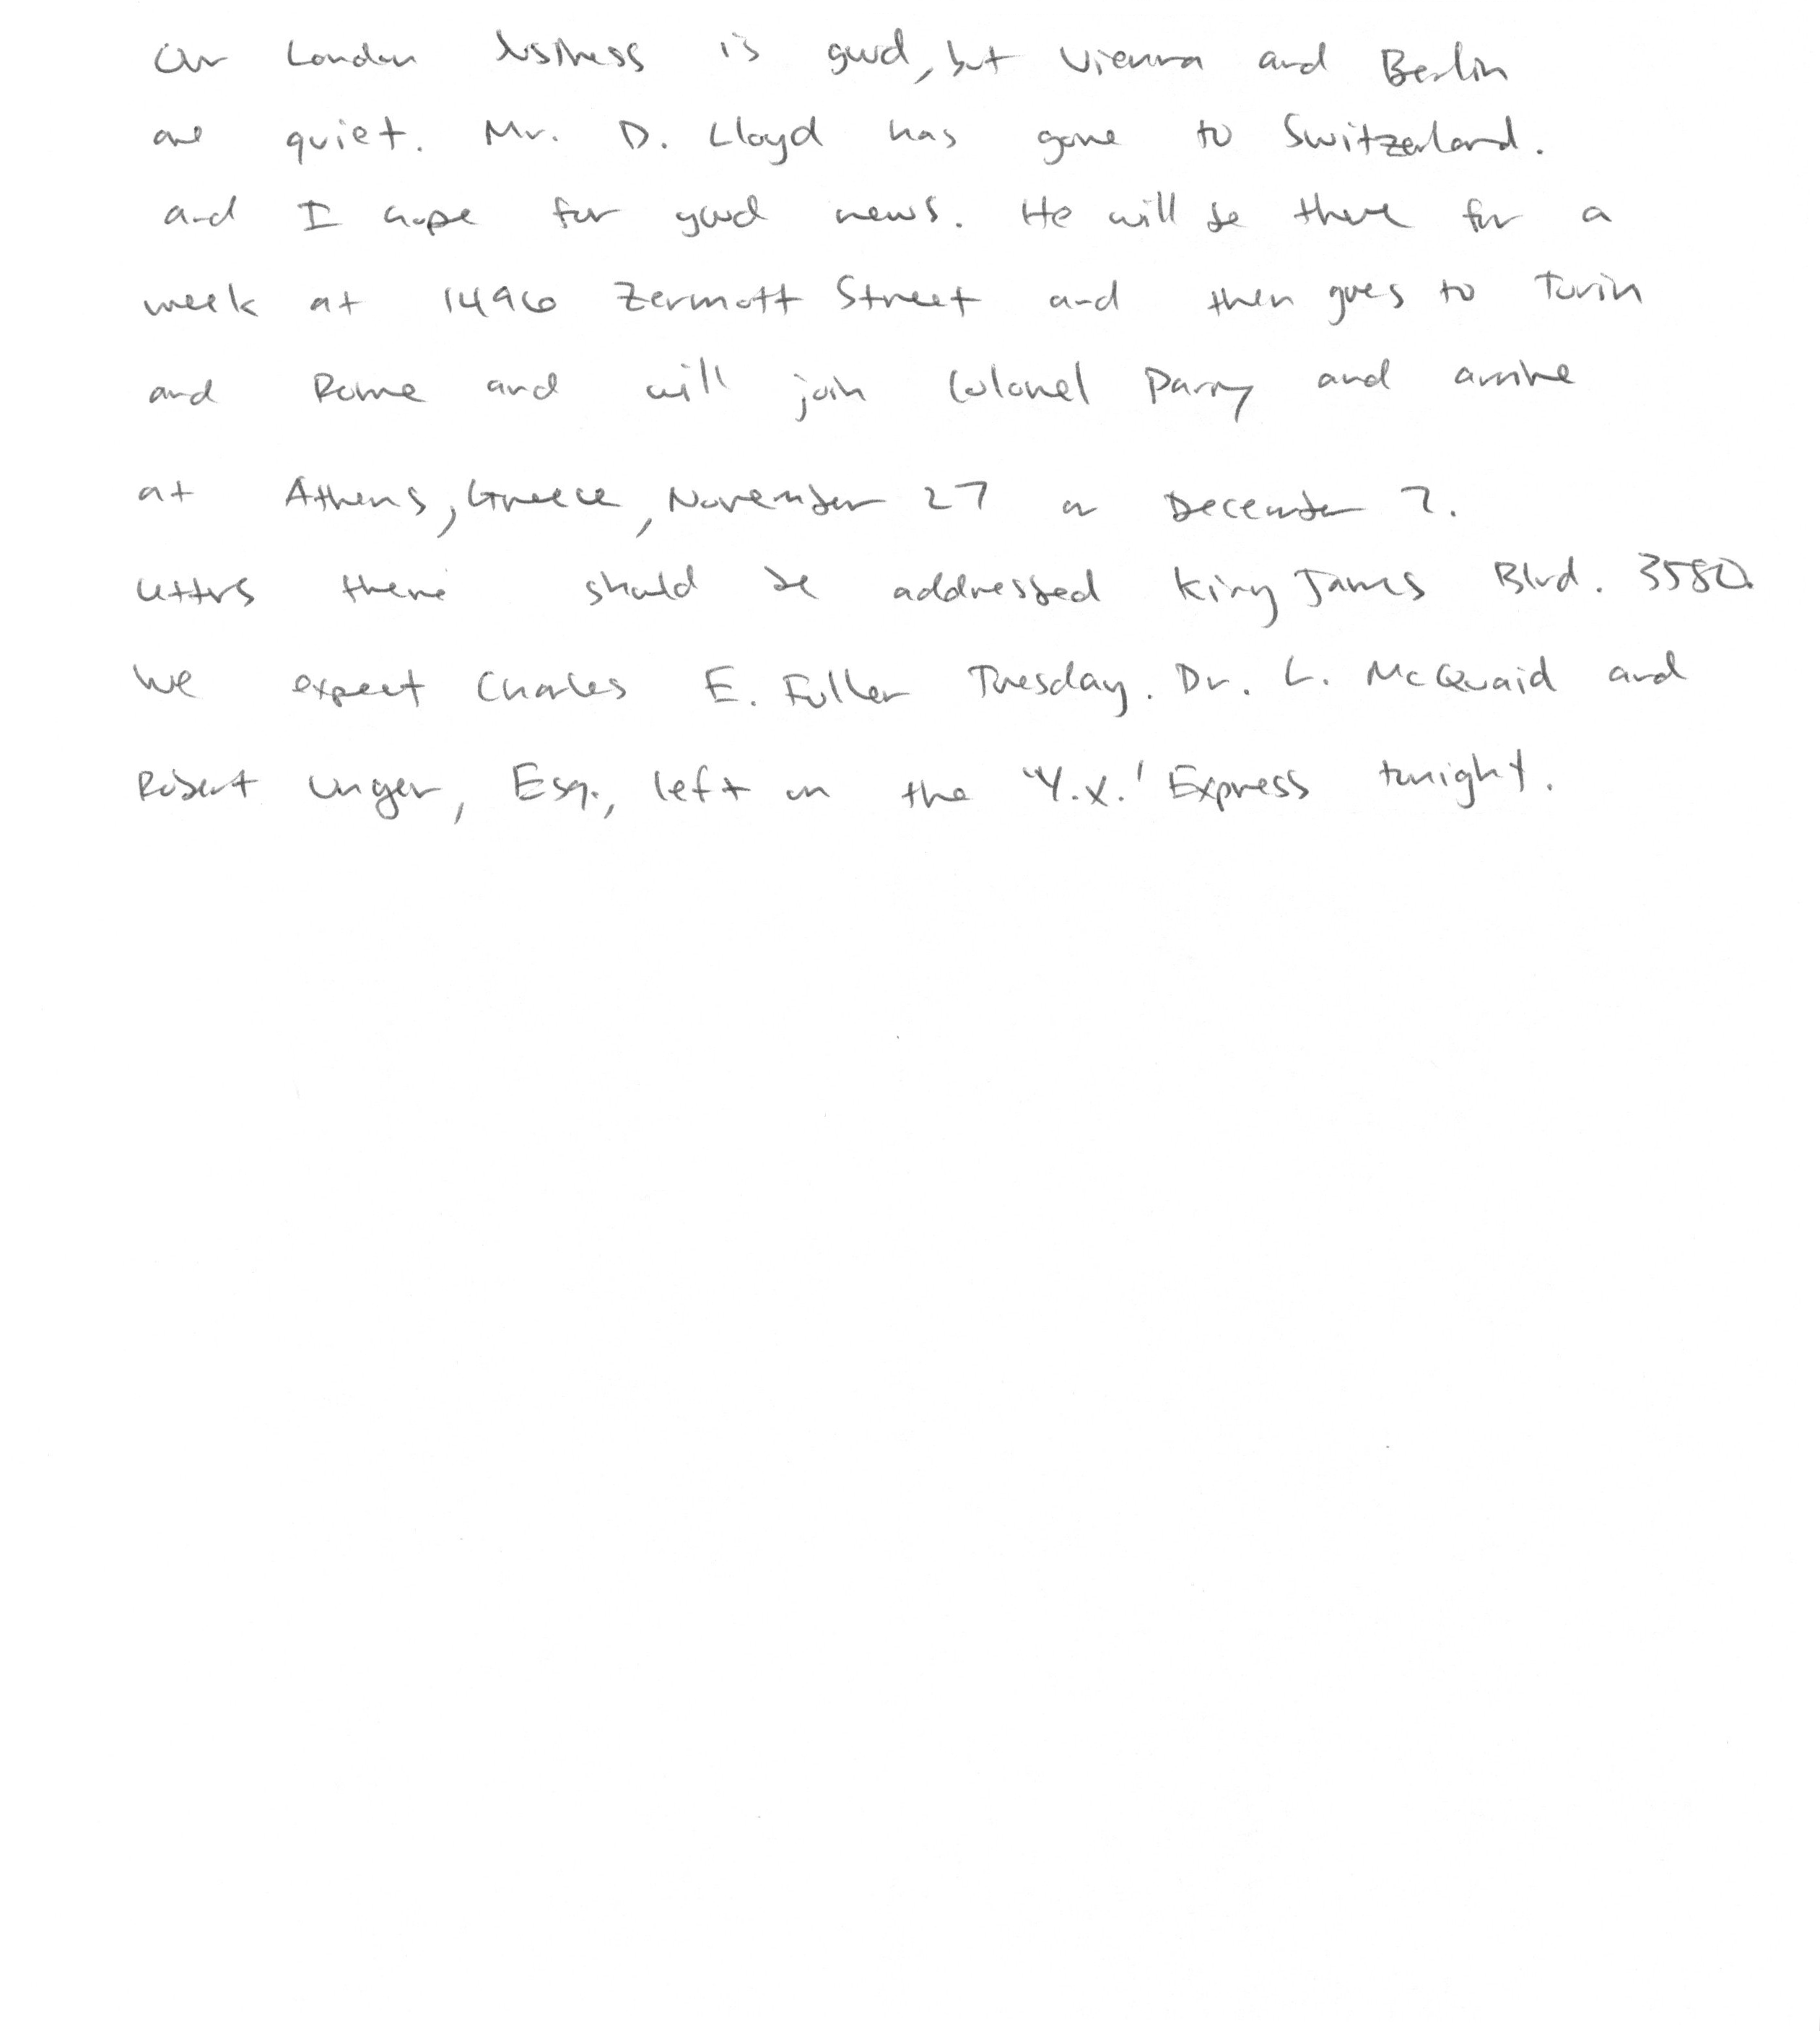 Our London business is good, but Vienna and Berlin
are quiet. Mr. D. Lloyd has gone to Switzerland.
and I hope for good news. He will be there for a
week at 1496 Zermott Street and then goes to Turin
and Rome and will join Colonel Parry and arrive
at Athens, Greece, November 27 or December 2.
Letters there should be addressed King James Blvd. 3580.
We expect Charles E. Fuller Tuesday. Dr. L. McQuaid and
Robert Unger, Esq., left on the 'Y.X.' Express tonight.